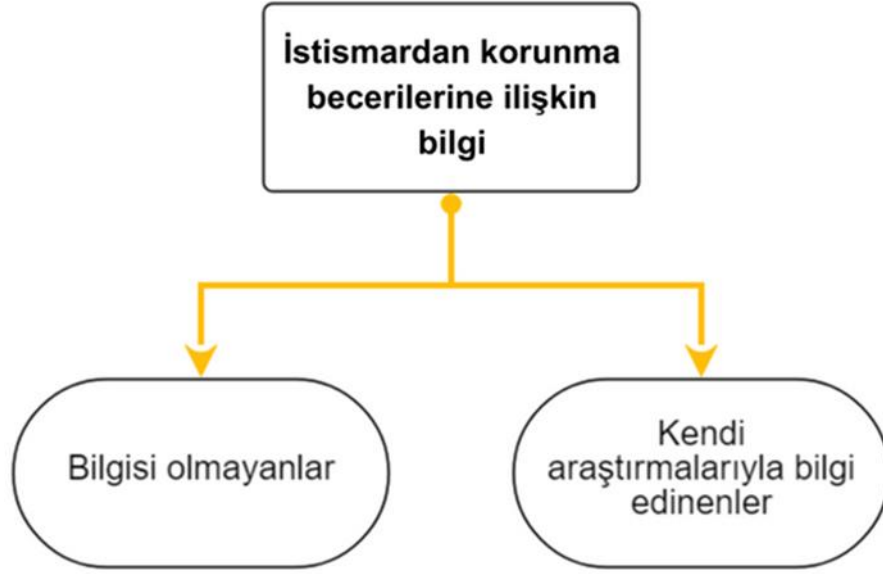 İstismardan korunma
becerilerine ilişkin
bilgi
Bilgisi olmayanlar
Kendi
araştırmalarıyla bilgi
edinenler